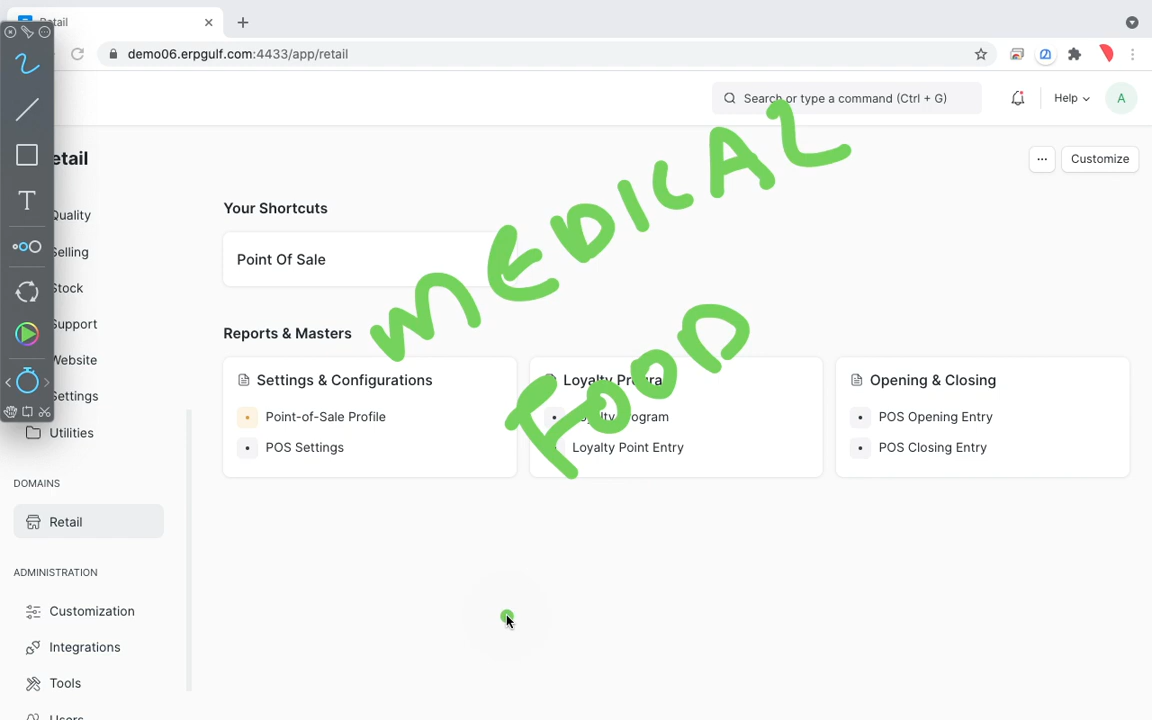 Retail
demo06.erpgulf.com:4433/app/retail
Search or type a command (Ctrl + G)
Help
A
etail
Customize
Quality
Selling
Stock
Support
Website
Settings
Utilities
DOMAINS
Retail
ADMINISTRATION
Customization
Integrations
Tools
Users
Your Shortcuts
Point Of Sale
MEDICAL
FOOD
Reports & Masters
Settings & Configurations
Point-of-Sale Profile
POS Settings
Loyalty Program
Loyalty Program
Loyalty Point Entry
Opening & Closing
POS Opening Entry
POS Closing Entry
T